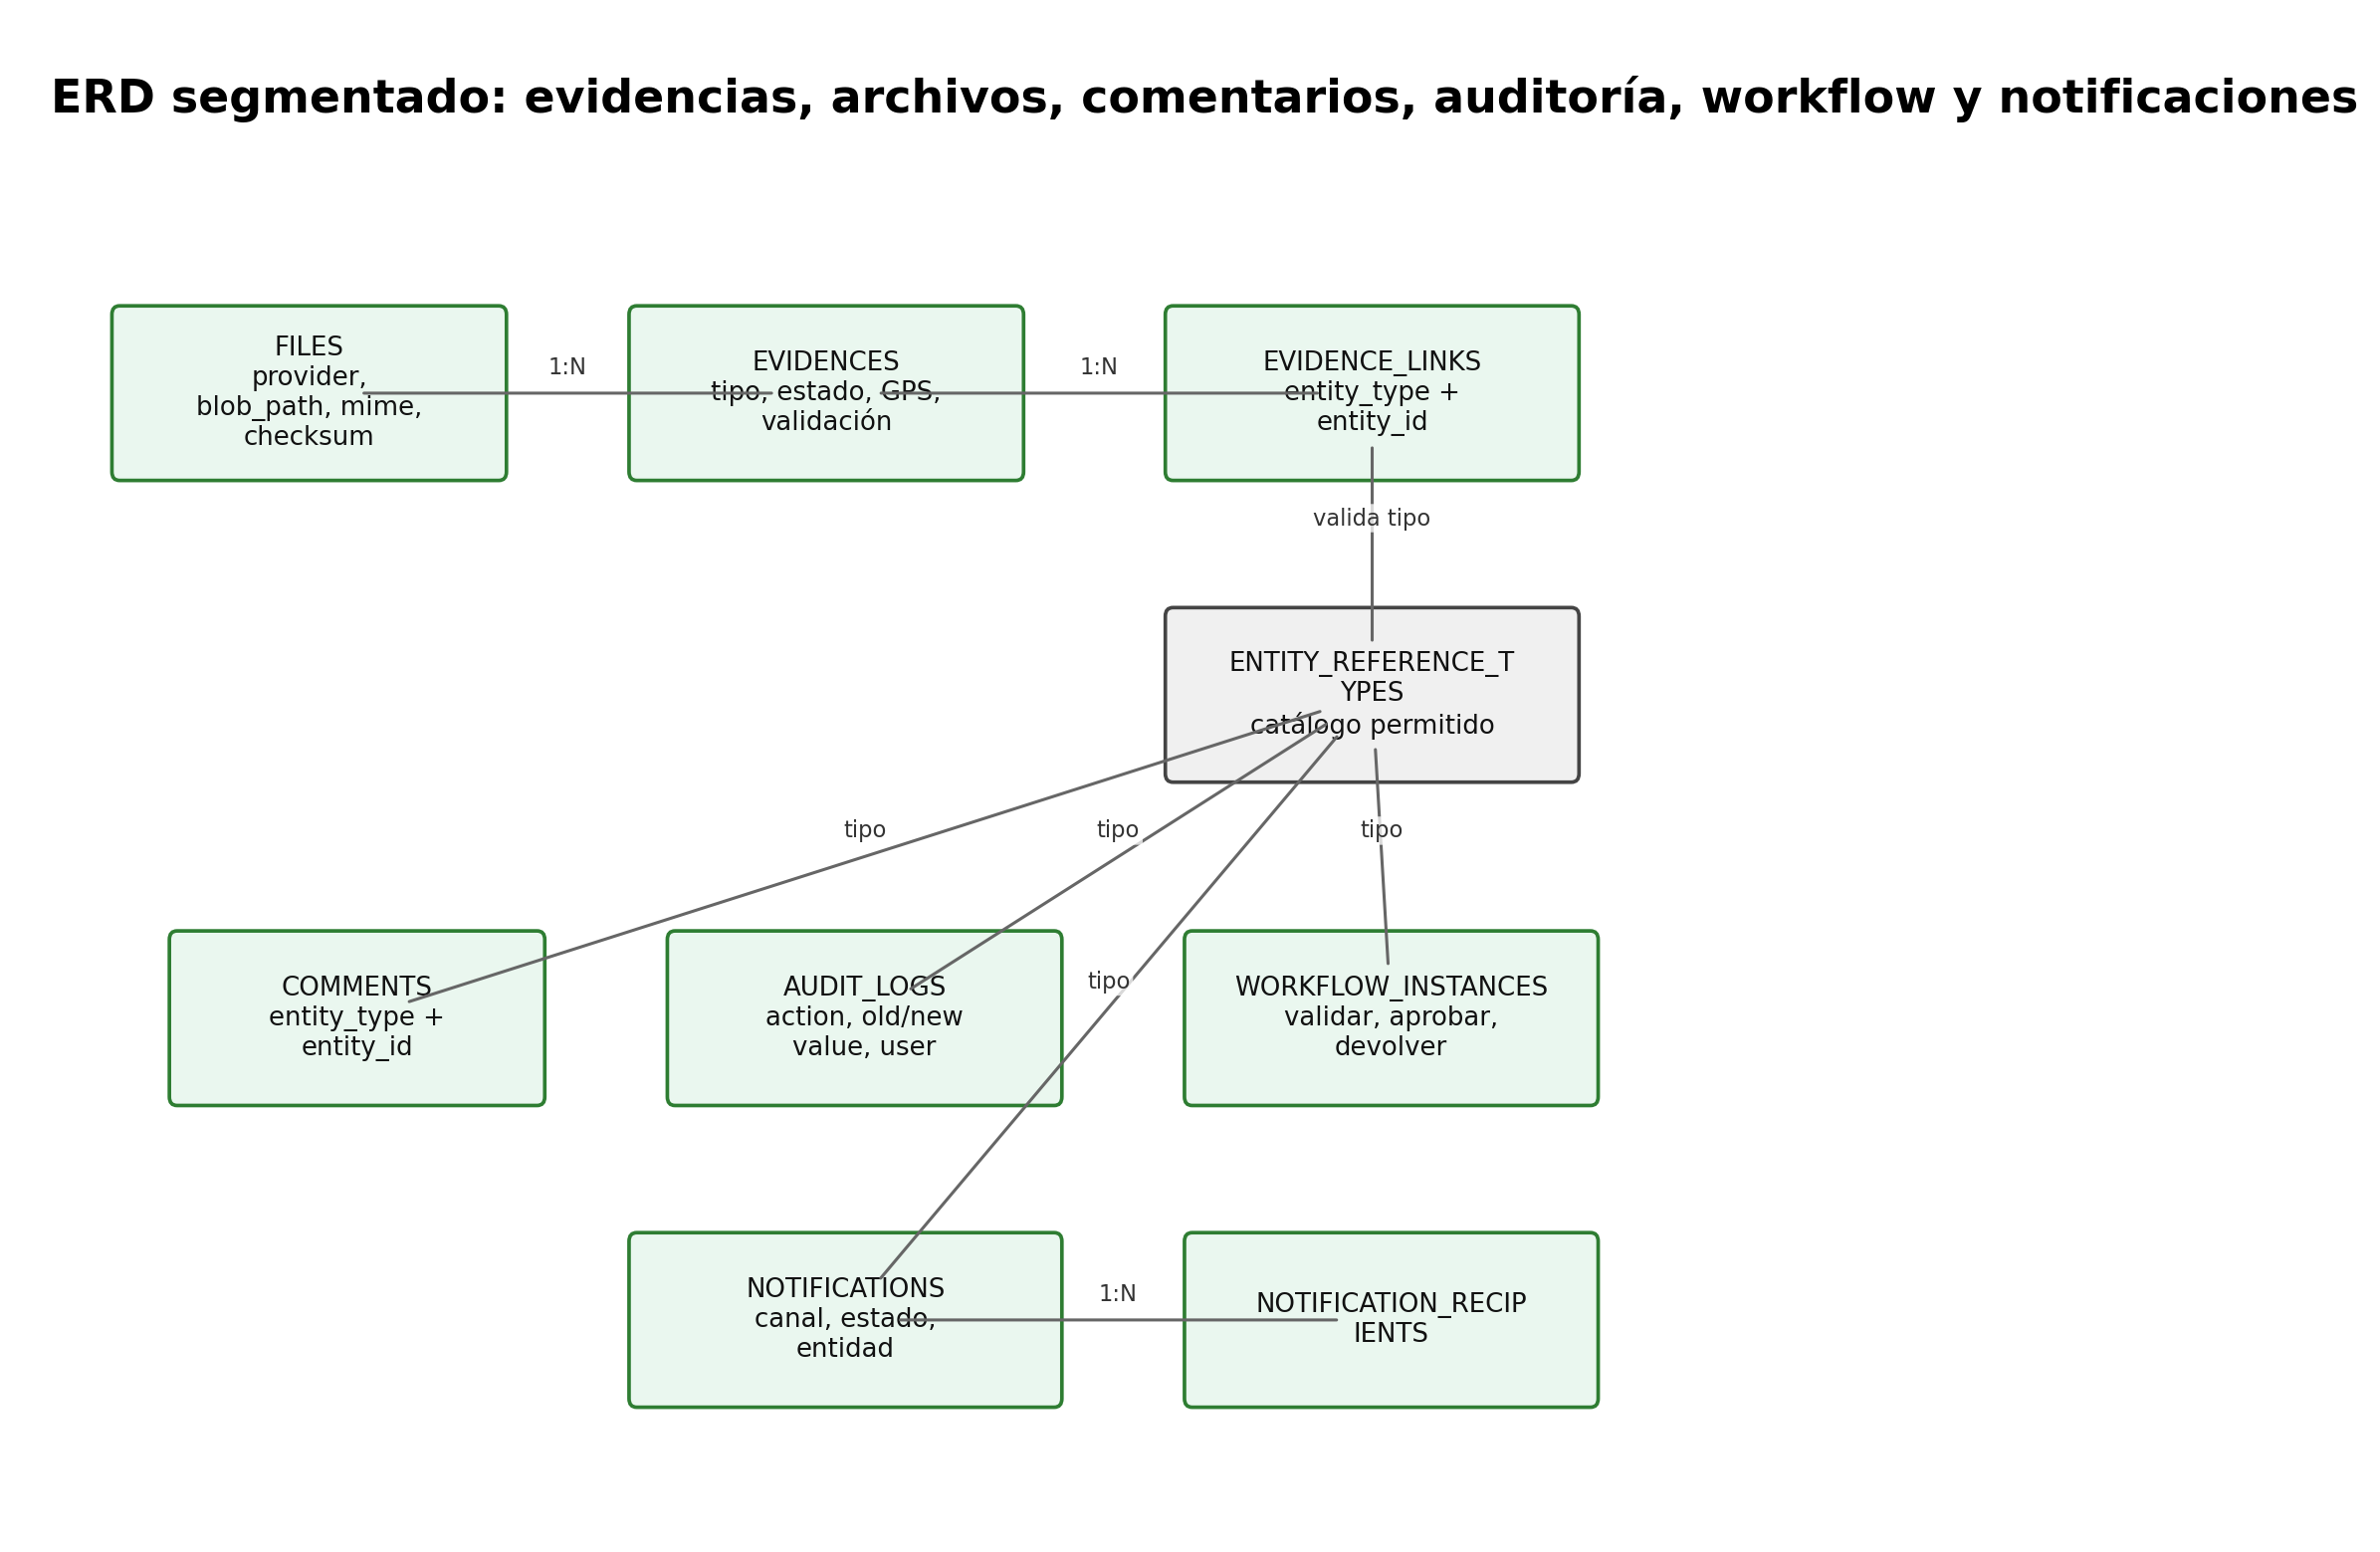 ERD segmentado: evidencias, archivos, comentarios, auditoría, workflow y notificaciones
FILES
provider,
blob_path, mime,
checksum
1:N
EVIDENCES
tipo, estado, GPS,
validación
1:N
EVIDENCE_LINKS
entity_type +
entity_id
valida tipo
ENTITY_REFERENCE_T
YPES
catálogo permitido
tipo
tipo
tipo
tipo
COMMENTS
entity_type +
entity_id
AUDIT_LOGS
action, old/new
value, user
WORKFLOW_INSTANCES
validar, aprobar,
devolver
NOTIFICATIONS
canal, estado,
entidad
1:N
NOTIFICATION_RECIP
IENTS